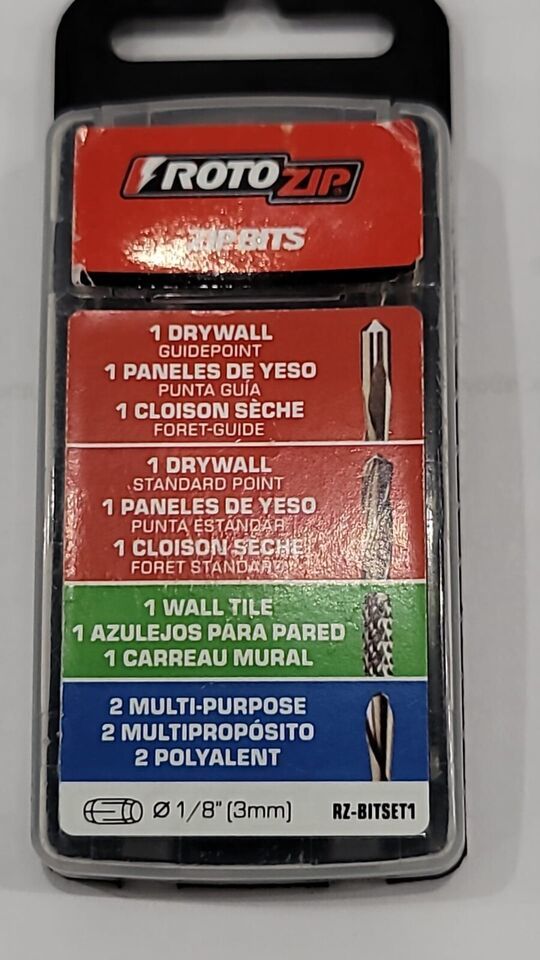 ROTOZIP
ZIPBITS
1 DRYWALL
GUIDEPOINT
1 PANELES DE YESO
PUNTA GUÍA
1 CLOISON SÈCHE
FORET-GUIDE
1 DRYWALL
STANDARD POINT
1 PANELES DE YESO
PUNTA ESTÁNDAR
1 CLOISON SÈCHE
FORET STANDARD
1 WALL TILE
1 AZULEJOS PARA PARED
1 CARREAU MURAL
2 MULTI-PURPOSE
2 MULTIPROPÓSITO
2 POLYALENT
Ø 1/8" (3mm) RZ-BITSET1